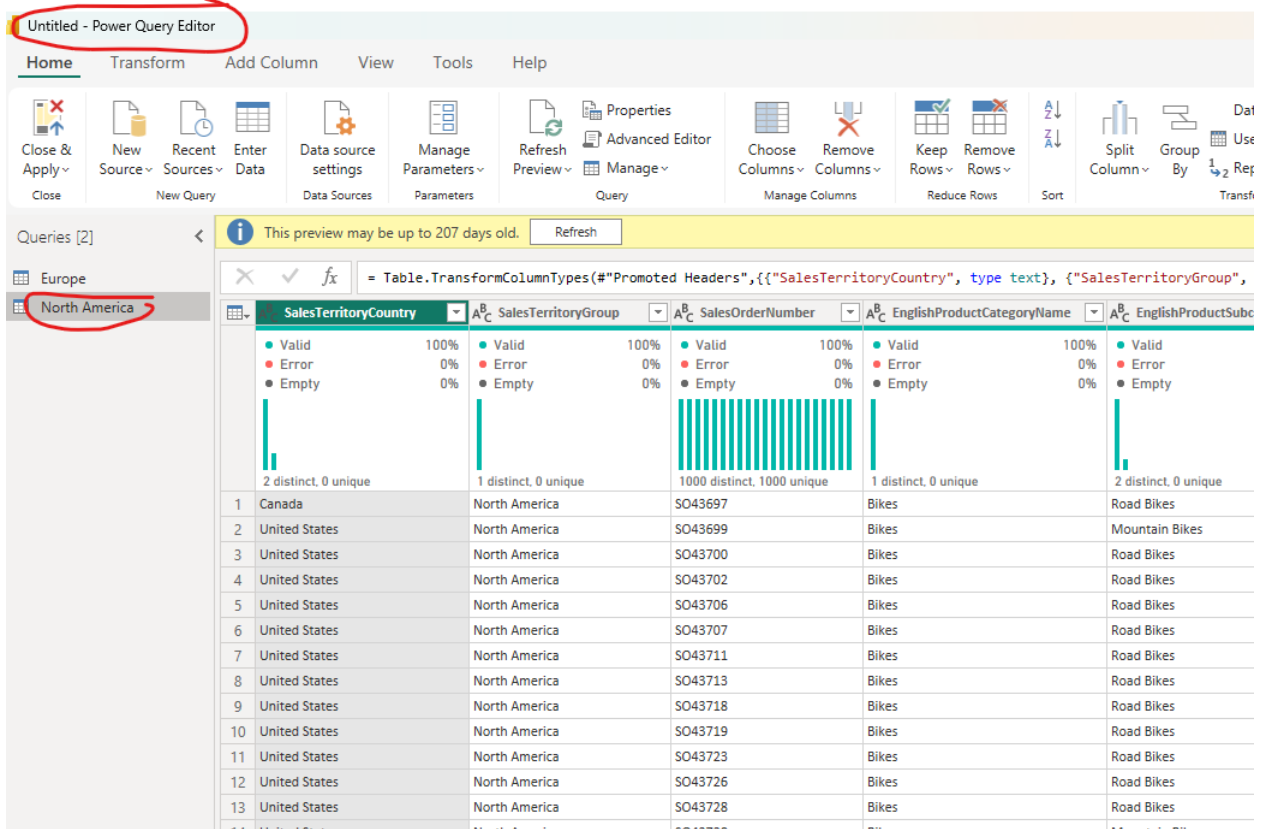 Untitled - Power Query Editor
Home Transform Add Column View Tools Help
Close & Apply New Source Recent Sources Enter Data Data source settings Manage Parameters Refresh Preview Properties Advanced Editor Manage Choose Columns Remove Columns Keep Rows Remove Rows Split Column Group By
Close New Query Data Sources Parameters Query Manage Columns Reduce Rows Sort
Queries [2] This preview may be up to 207 days old. Refresh
Europe
= Table.TransformColumnTypes(#"Promoted Headers",{{"SalesTerritoryCountry", type text}, {"SalesTerritoryGroup",
North America
SalesTerritoryCountry SalesTerritoryGroup SalesOrderNumber EnglishProductCategoryName EnglishProductSubc
Valid 100% Valid 100% Valid 100% Valid 100% Valid
Error 0% Error 0% Error 0% Error 0% Error
Empty 0% Empty 0% Empty 0% Empty 0% Empty
2 distinct, 0 unique 1 distinct, 0 unique 1000 distinct, 1000 unique 1 distinct, 0 unique 2 distinct, 0 unique
1 Canada North America SO43697 Bikes Road Bikes
2 United States North America SO43699 Bikes Mountain Bikes
3 United States North America SO43700 Bikes Road Bikes
4 United States North America SO43702 Bikes Road Bikes
5 United States North America SO43706 Bikes Road Bikes
6 United States North America SO43707 Bikes Road Bikes
7 United States North America SO43711 Bikes Road Bikes
8 United States North America SO43713 Bikes Road Bikes
9 United States North America SO43718 Bikes Road Bikes
10 United States North America SO43719 Bikes Road Bikes
11 United States North America SO43723 Bikes Road Bikes
12 United States North America SO43726 Bikes Road Bikes
13 United States North America SO43728 Bikes Road Bikes